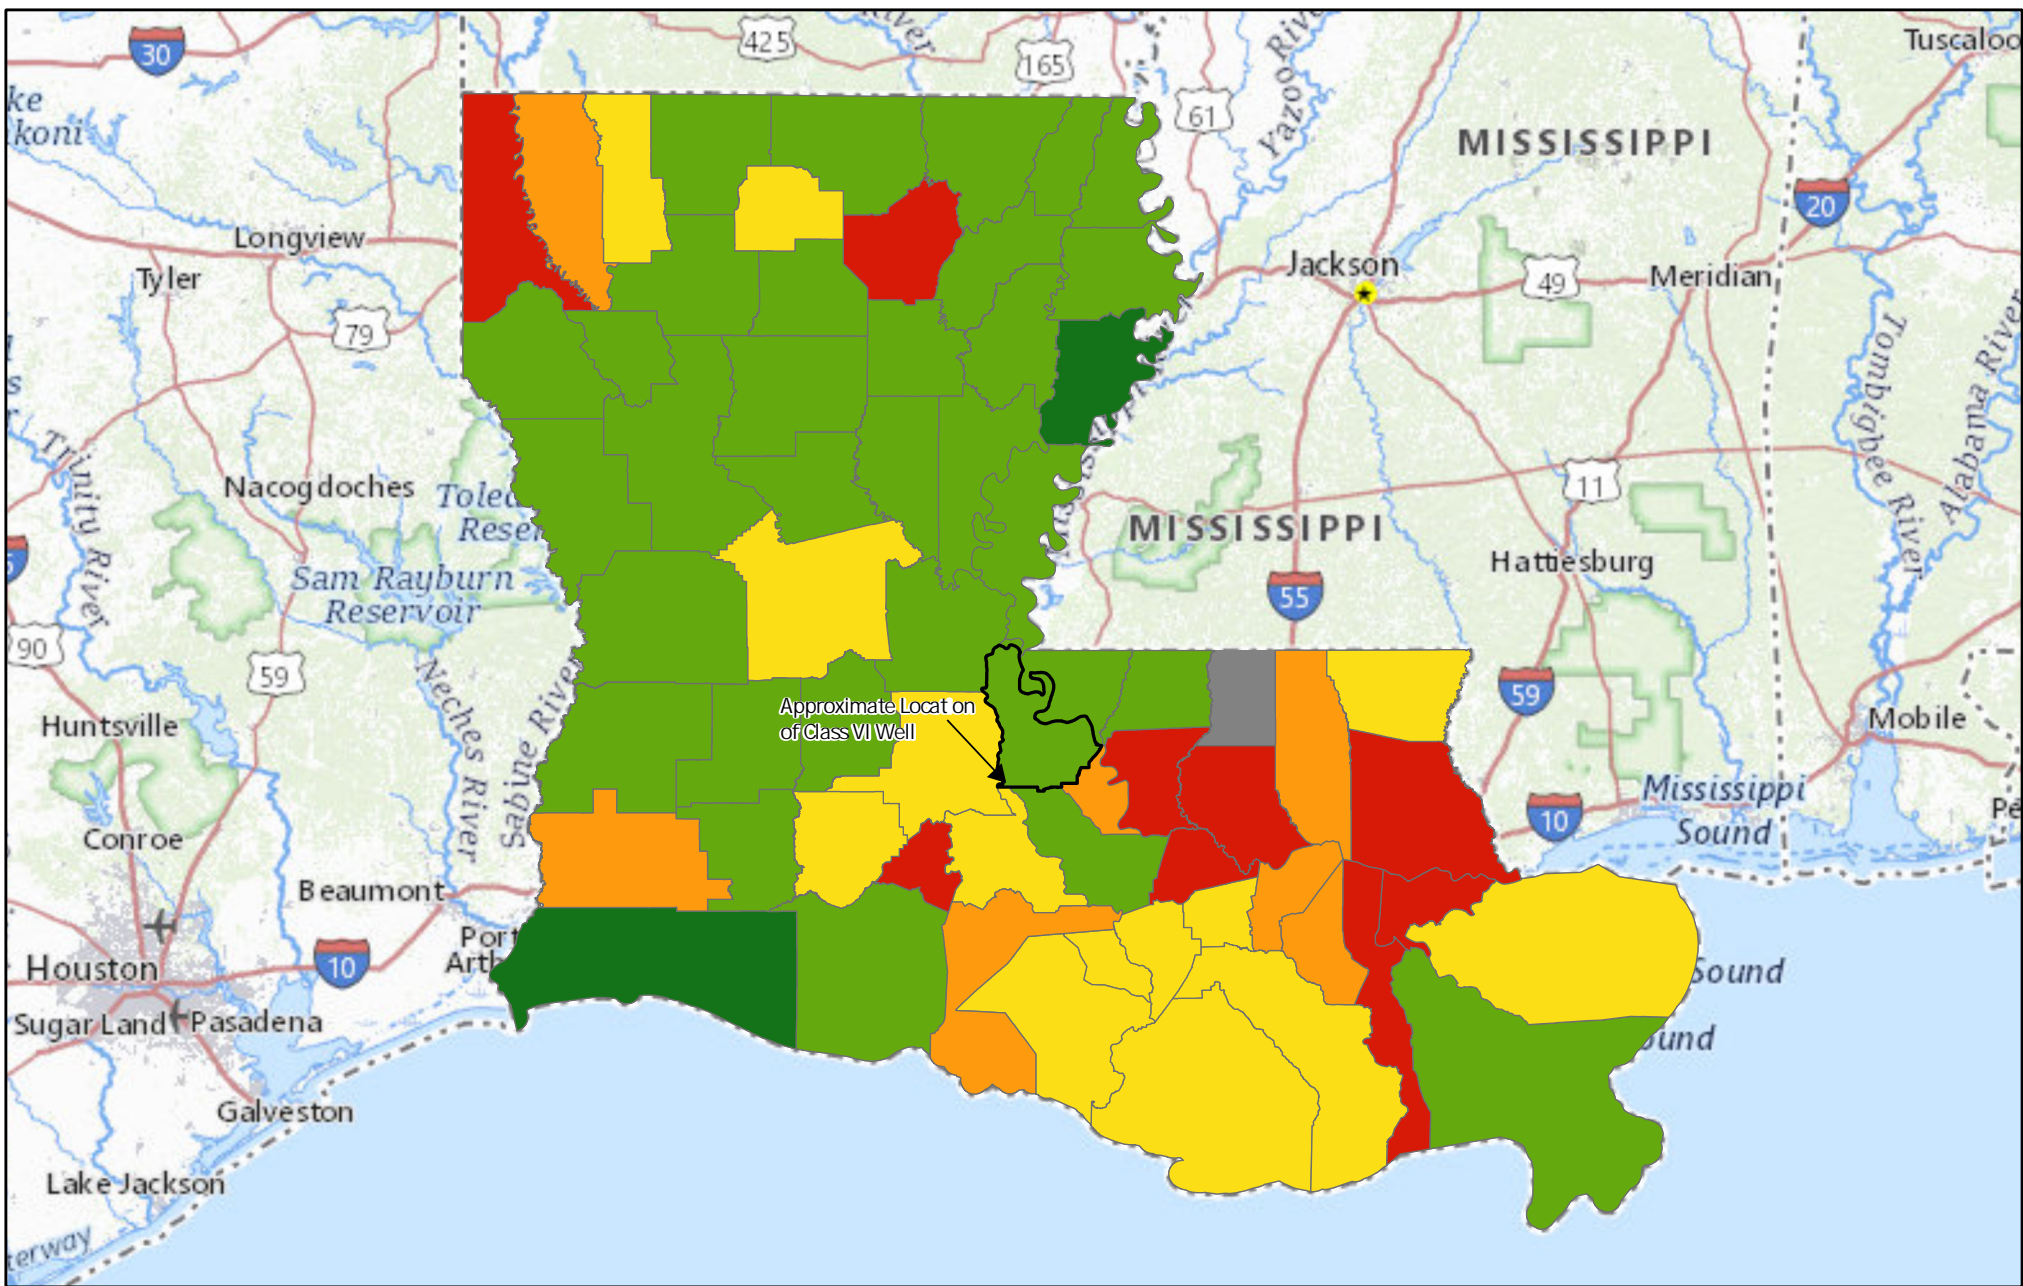 30
425
River
165
61
Yazoo
Tuscaloo
ke
koni
MISSISSIPPI
20
Longview
Tyler
Jackson
49
Meridian
79
Tombigbee River
Alabama River
Trinity River
Nacogdoches
Toled
Reser
Sam Rayburn
Reservoir
MISSISSIPPI
11
Hattiesburg
55
90
59
Neches River
Sabine River
59
Huntsville
Approximate Locat on
of Class VI Well
Mobile
Mississippi
Sound
10
Conroe
Beaumont
Port
Arth
Houston
10
Sound
Sugar Land
Pasadena
ound
Galveston
Lake Jackson
terway